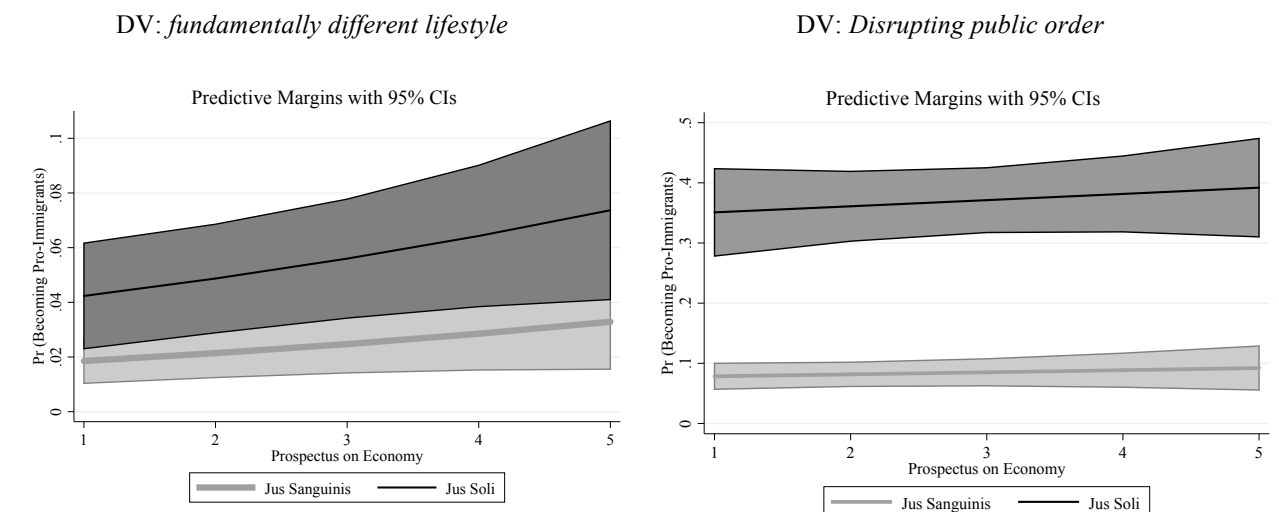 DV: fundamentally different lifestyle
Predictive Margins with 95% CIs
Pr (Becoming Pro-Immigrants)
.1
.08
.06
.04
.02
0
1 2 3 4 5
Prospectus on Economy
Jus Sanguinis Jus Soli
DV: Disrupting public order
Predictive Margins with 95% CIs
Pr (Becoming Pro-Immigrants)
.5
.4
.3
.2
.1
0
1 2 3 4 5
Prospectus on Economy
Jus Sanguinis Jus Soli